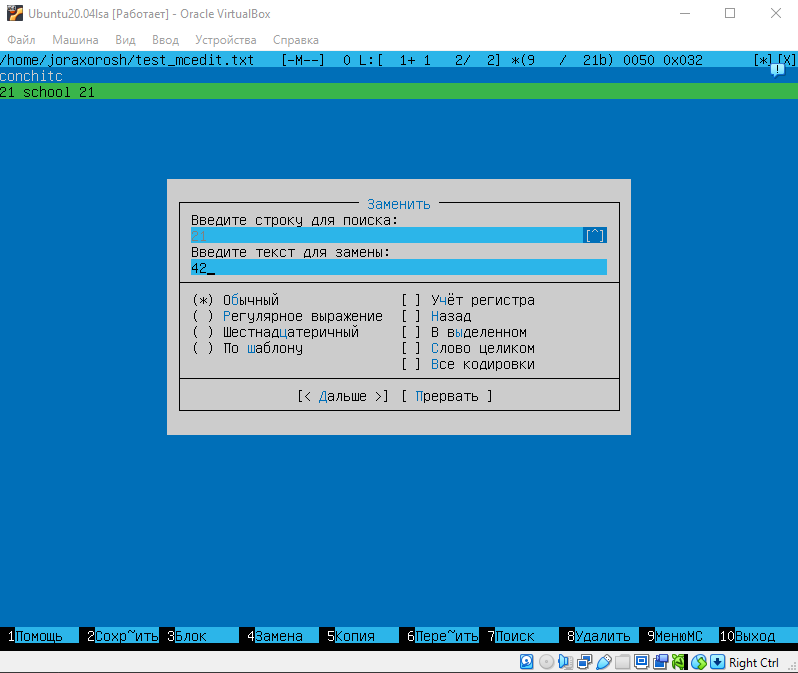 Ubuntu20.04lsa [Работает] - Oracle VirtualBox
Файл Машина Вид Ввод Устройства Справка
/home/joraxorosh/test_mcedit.txt [-M--] 0 L:[ 1+ 1 2/ 2] *(9 / 21b) 0050 0x032 [*][X]
conchitc
21 school 21
Заменить
Введите строку для поиска:
21 [^]
Введите текст для замены:
42_
(*) Обычный [ ] Учёт регистра
( ) Регулярное выражение [ ] Назад
( ) Шестнадцатеричный [ ] В выделенном
( ) По шаблону [ ] Слово целиком
[ ] Все кодировки
[< Дальше >] [ Прервать ]
1Помощь 2Сохр~ить 3Блок 4Замена 5Копия 6Пере~ить 7Поиск 8Удалить 9МенюMC 10Выход
Right Ctrl